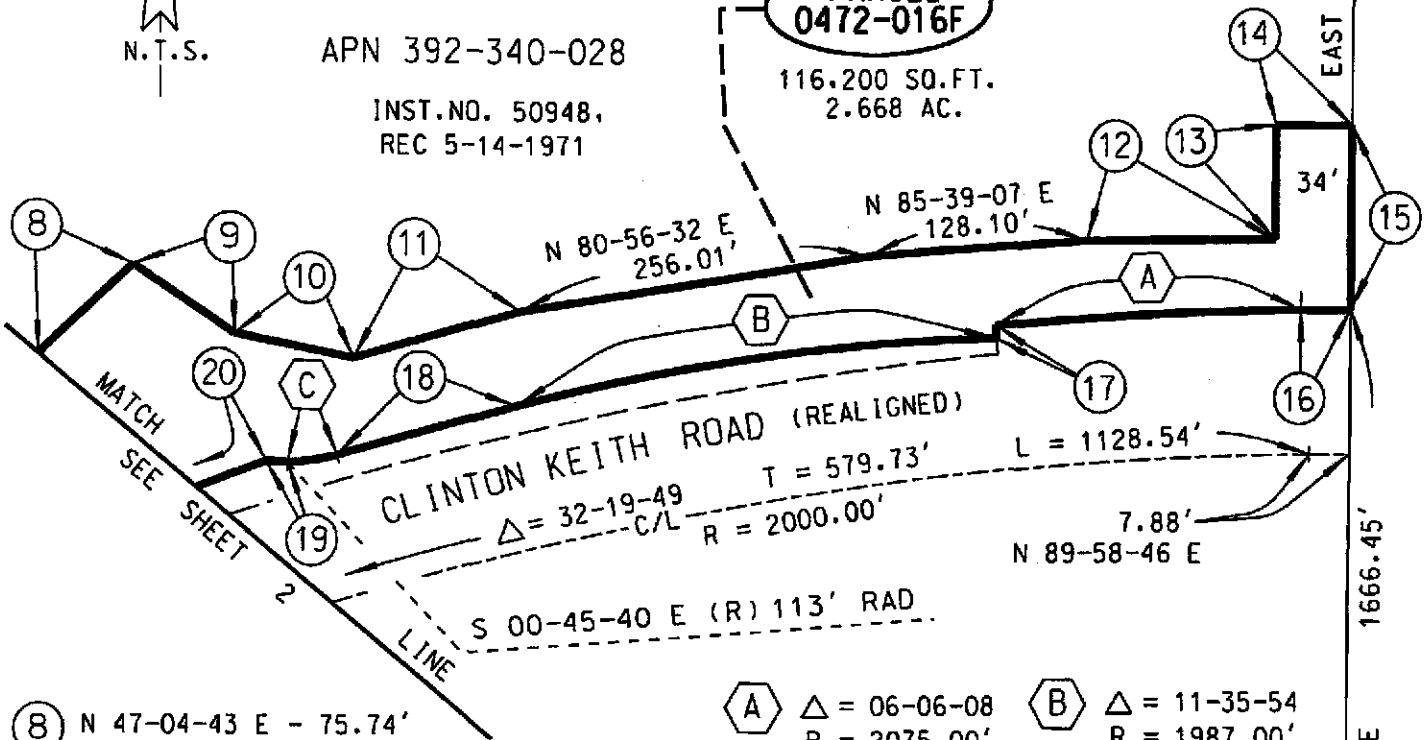 N.T.S.
APN 392-340-028
INST.NO. 50948,
REC 5-14-1971
0472-016F
116.200 SQ.FT.
2.668 AC.
EAST
14
12
13
34'
15
8
9
10
11
N 80-56-32 E
256.01'
N 85-39-07 E
128.10'
A
B
20
C
18
17
16
MATCH
SEE SHEET 2
LINE
19
CLINTON KEITH ROAD (REALIGNED)
△ = 32-19-49
C/L
T = 579.73'
R = 2000.00'
L = 1128.54'
7.88'
N 89-58-46 E
1666.45'
S 00-45-40 E (R) 113' RAD
8 N 47-04-43 E - 75.74'
A △ = 06-06-08
R = 2075.00'
B △ = 11-35-54
R = 1987.00'
E